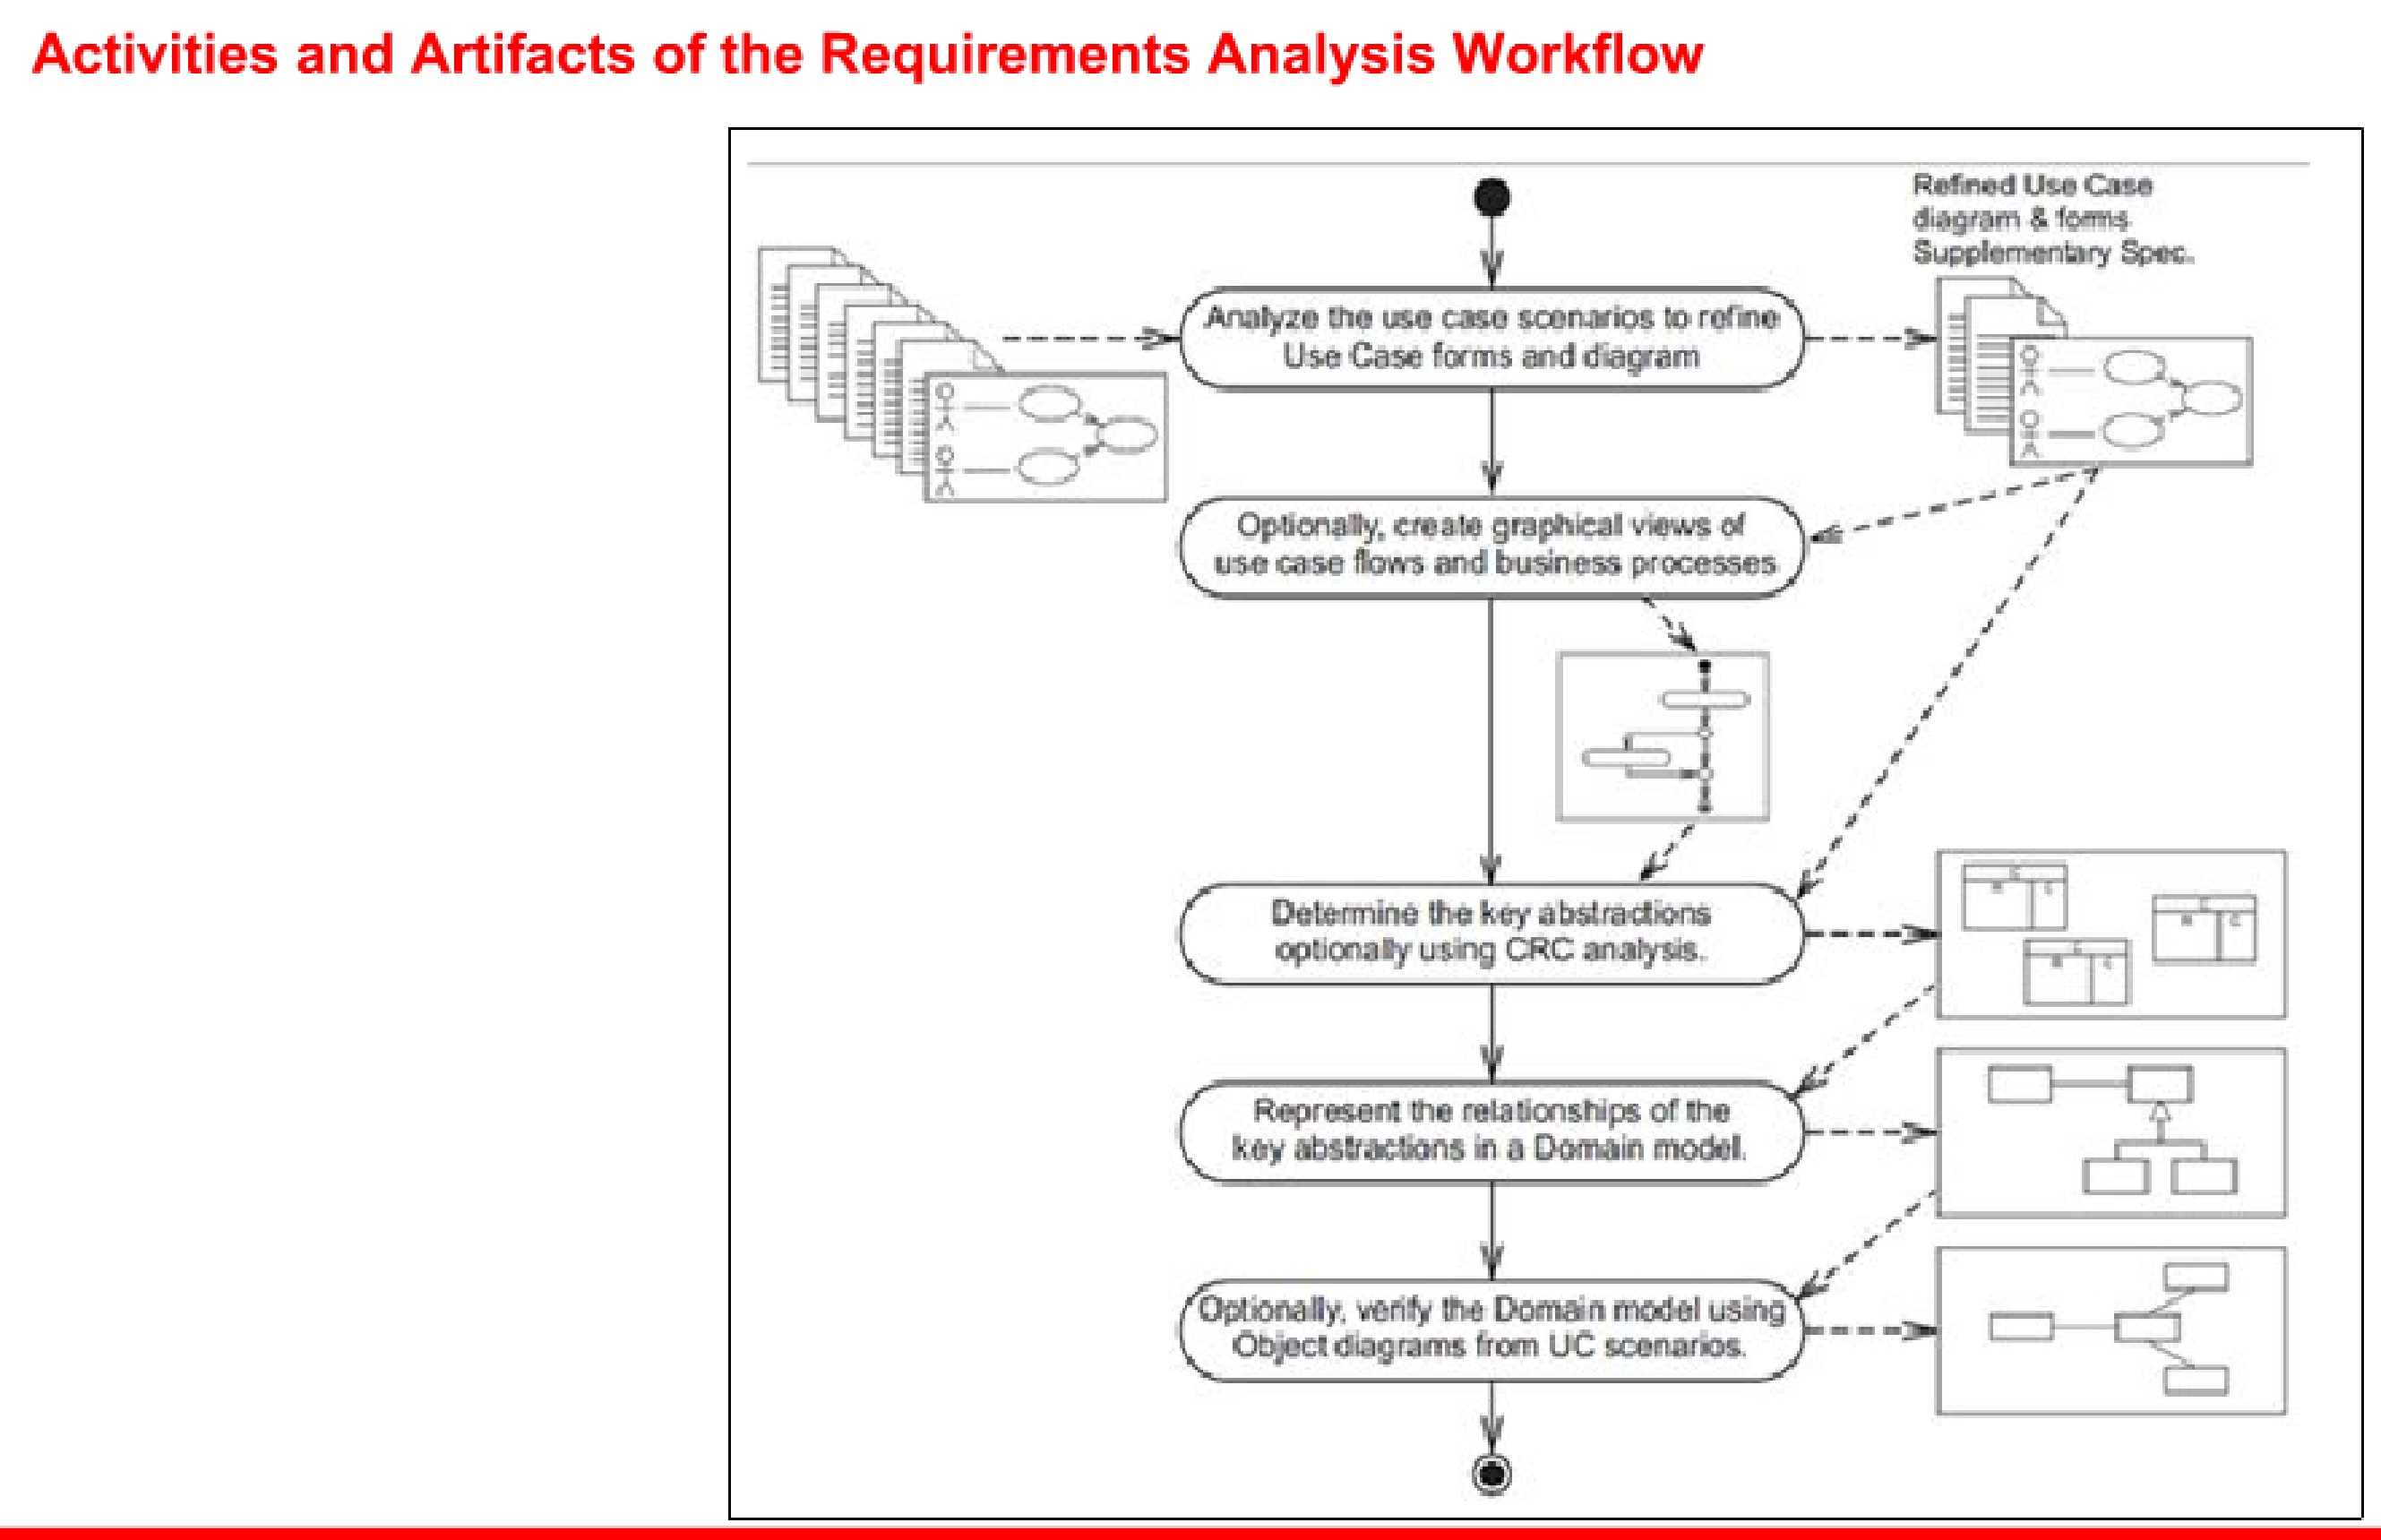 Activities and Artifacts of the Requirements Analysis Workflow
Refined Use Case
diagram & forms
Supplementary Spec.
Analyze the use case scenarios to refine
Use Case forms and diagram
Optionally, create graphical views of
use case flows and business processes
Determine the key abstractions
optionally using CRC analysis.
C
R C
C
R C
C
R C
Represent the relationships of the
key abstractions in a Domain model.
Optionally, verify the Domain model using
Object diagrams from UC scenarios.